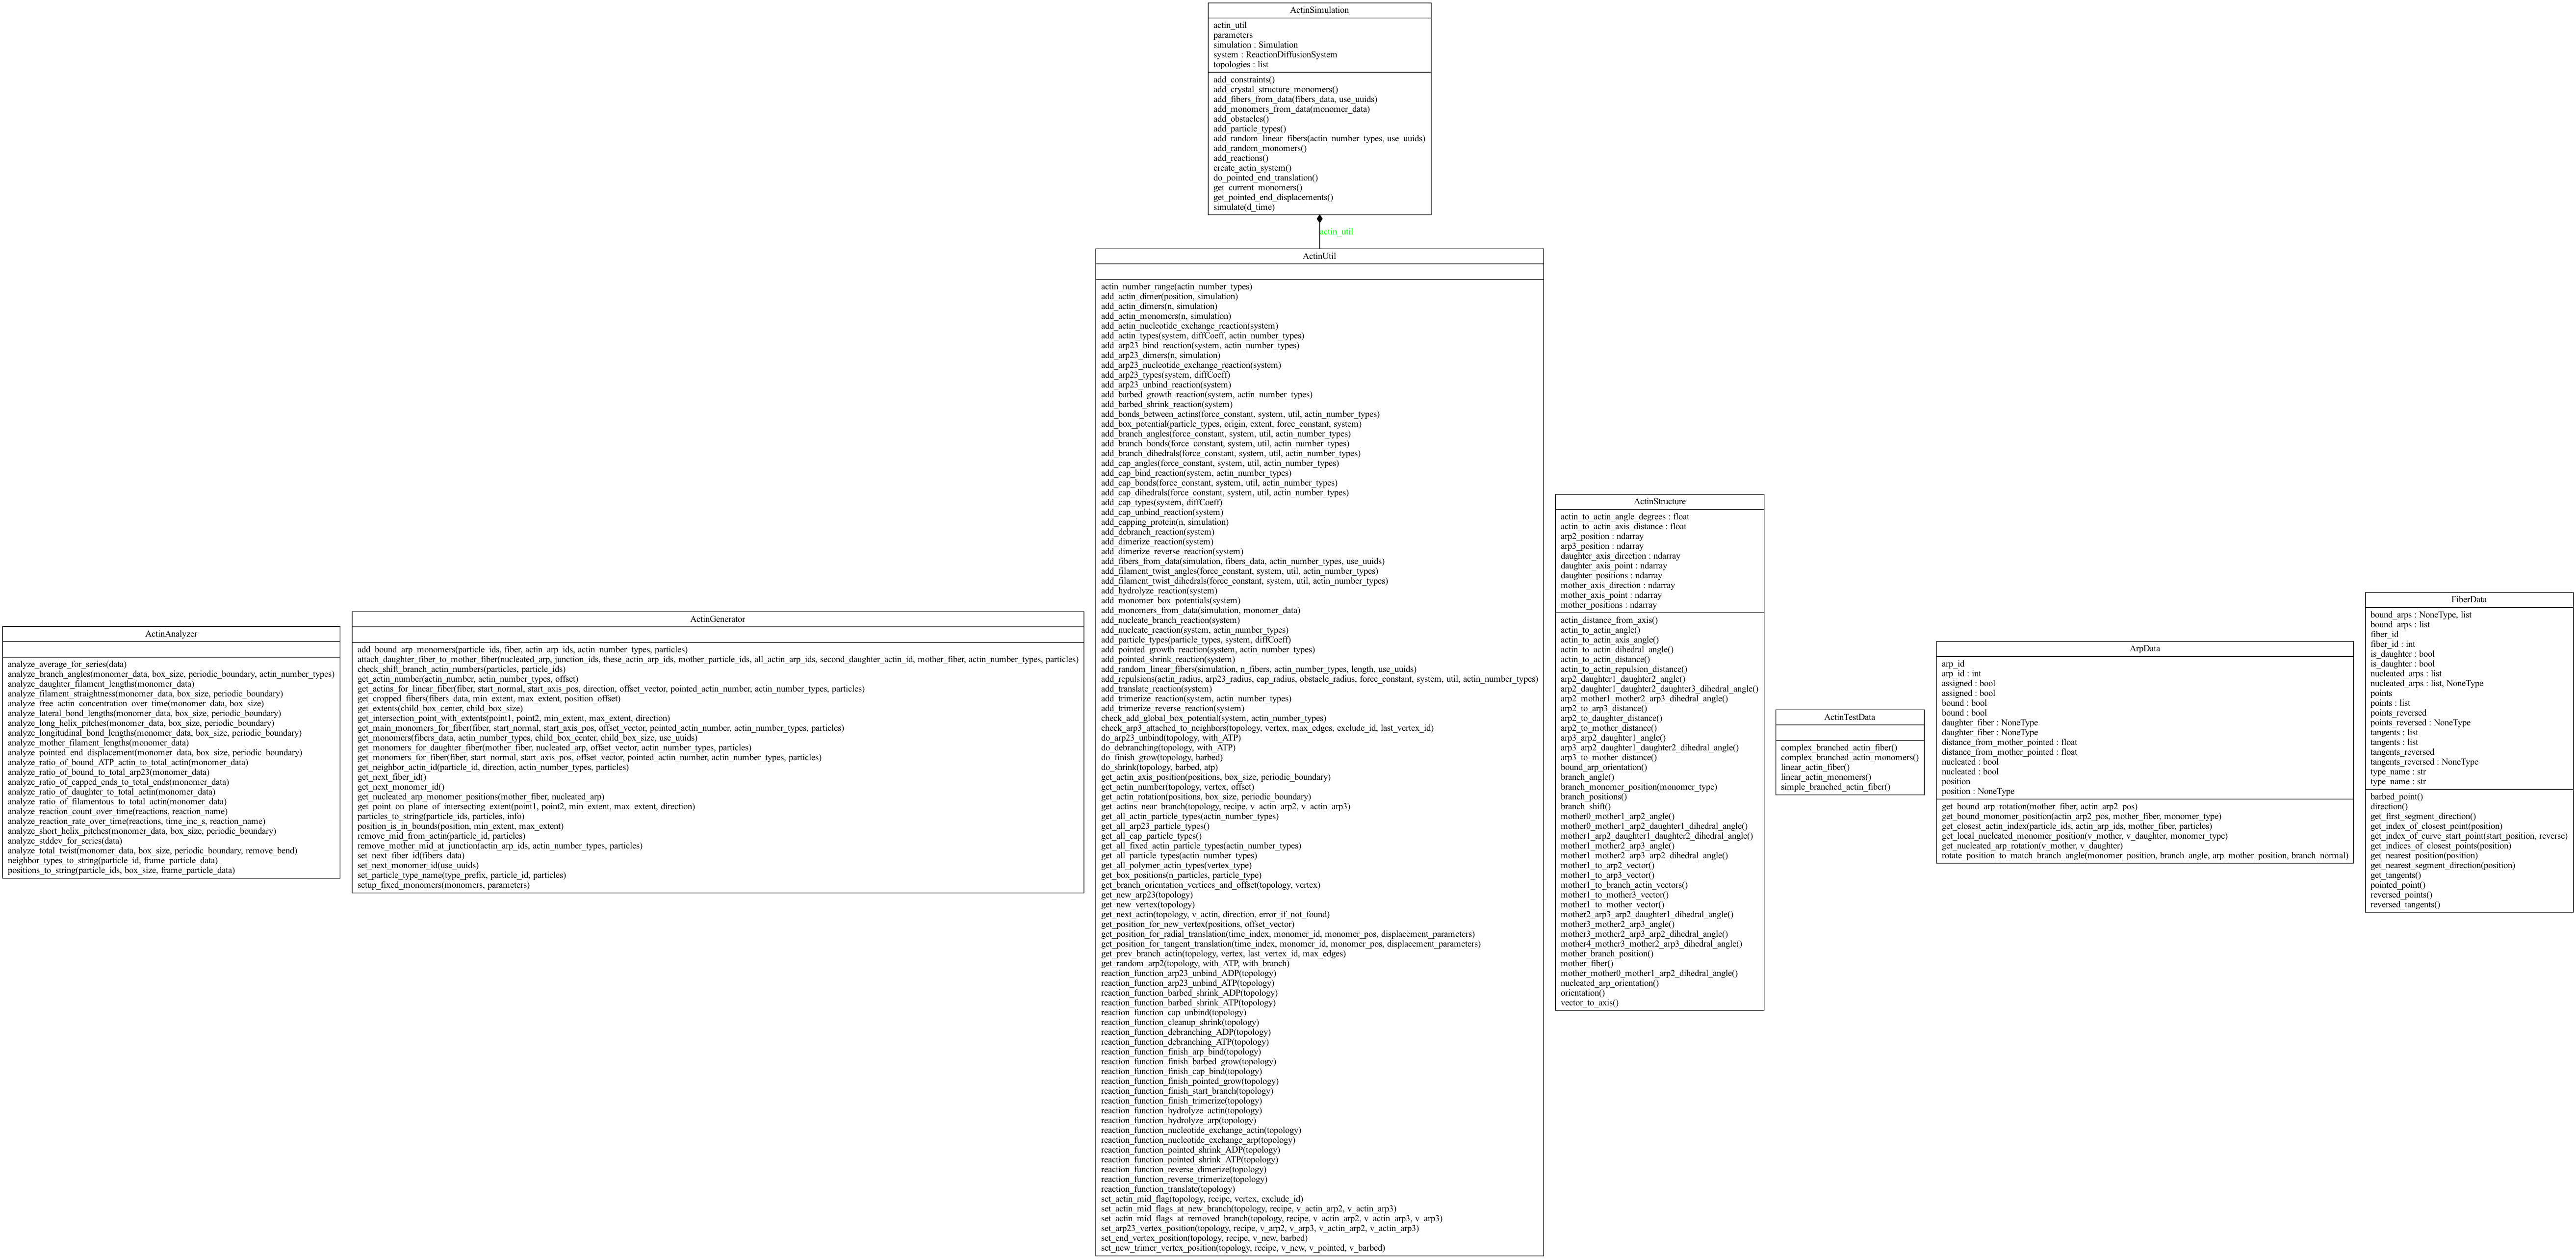 ActinSimulation
actin_util
parameters
simulation : Simulation
system : ReactionDiffusionSystem
topologies : list
add_constraints()
add_crystal_structure_monomers()
add_fibers_from_data(fibers_data, use_uuids)
add_monomers_from_data(monomer_data)
add_obstacles()
add_particle_types()
add_random_linear_fibers(actin_number_types, use_uuids)
add_random_monomers()
add_reactions()
create_actin_system()
do_pointed_end_translation()
get_current_monomers()
get_pointed_end_displacements()
simulate(d_time)
actin_util
ActinAnalyzer
analyze_average_for_series(data)
analyze_branch_angles(monomer_data, box_size, periodic_boundary, actin_number_types)
analyze_daughter_filament_lengths(monomer_data)
analyze_filament_straightness(monomer_data, box_size, periodic_boundary)
analyze_free_actin_concentration_over_time(monomer_data, box_size)
analyze_lateral_bond_lengths(monomer_data, box_size, periodic_boundary)
analyze_long_helix_pitches(monomer_data, box_size, periodic_boundary)
analyze_longitudinal_bond_lengths(monomer_data, box_size, periodic_boundary)
analyze_mother_filament_lengths(monomer_data)
analyze_pointed_end_displacement(monomer_data, box_size, periodic_boundary)
analyze_ratio_of_bound_ATP_actin_to_total_actin(monomer_data)
analyze_ratio_of_bound_to_total_arp23(monomer_data)
analyze_ratio_of_capped_ends_to_total_ends(monomer_data)
analyze_ratio_of_daughter_to_total_actin(monomer_data)
analyze_ratio_of_filamentous_to_total_actin(monomer_data)
analyze_reaction_count_over_time(reactions, reaction_name)
analyze_reaction_rate_over_time(reactions, time_inc_s, reaction_name)
analyze_short_helix_pitches(monomer_data, box_size, periodic_boundary)
analyze_stddev_for_series(data)
analyze_total_twist(monomer_data, box_size, periodic_boundary, remove_bend)
neighbor_types_to_string(particle_id, frame_particle_data)
positions_to_string(particle_ids, box_size, frame_particle_data)
ActinGenerator
add_bound_arp_monomers(particle_ids, fiber, actin_arp_ids, actin_number_types, particles)
attach_daughter_fiber_to_mother_fiber(nucleated_arp, junction_ids, these_actin_arp_ids, mother_particle_ids, all_actin_arp_ids, second_daughter_actin_id, mother_fiber, actin_number_types, particles)
check_shift_branch_actin_numbers(particles, particle_ids)
get_actin_number(actin_number, actin_number_types, offset)
get_actins_for_linear_fiber(fiber, start_normal, start_axis_pos, direction, offset_vector, pointed_actin_number, actin_number_types, particles)
get_cropped_fibers(fibers_data, min_extent, max_extent, position_offset)
get_extents(child_box_center, child_box_size)
get_intersection_point_with_extents(point1, point2, min_extent, max_extent, direction)
get_main_monomers_for_fiber(fiber, start_normal, start_axis_pos, offset_vector, pointed_actin_number, actin_number_types, particles)
get_monomers(fibers_data, actin_number_types, child_box_center, child_box_size, use_uuids)
get_monomers_for_daughter_fiber(mother_fiber, nucleated_arp, offset_vector, actin_number_types, particles)
get_monomers_for_fiber(fiber, start_normal, start_axis_pos, offset_vector, pointed_actin_number, actin_number_types, particles)
get_neighbor_actin_id(particle_id, direction, actin_number_types, particles)
get_next_fiber_id()
get_next_monomer_id()
get_nucleated_arp_monomer_positions(mother_fiber, nucleated_arp)
get_point_on_plane_of_intersecting_extent(point1, point2, min_extent, max_extent, direction)
particles_to_string(particle_ids, particles, info)
position_is_in_bounds(position, min_extent, max_extent)
remove_mid_from_actin(particle_id, particles)
remove_mother_mid_at_junction(actin_arp_ids, actin_number_types, particles)
set_next_fiber_id(fibers_data)
set_next_monomer_id(use_uuids)
set_particle_type_name(type_prefix, particle_id, particles)
setup_fixed_monomers(monomers, parameters)
ActinUtil
actin_number_range(actin_number_types)
add_actin_dimer(position, simulation)
add_actin_dimers(n, simulation)
add_actin_monomers(n, simulation)
add_actin_nucleotide_exchange_reaction(system)
add_actin_types(system, diffCoeff, actin_number_types)
add_arp23_bind_reaction(system, actin_number_types)
add_arp23_dimers(n, simulation)
add_arp23_nucleotide_exchange_reaction(system)
add_arp23_types(system, diffCoeff)
add_arp23_unbind_reaction(system)
add_barbed_growth_reaction(system, actin_number_types)
add_barbed_shrink_reaction(system)
add_bonds_between_actins(force_constant, system, util, actin_number_types)
add_box_potential(particle_types, origin, extent, force_constant, system)
add_branch_angles(force_constant, system, util, actin_number_types)
add_branch_bonds(force_constant, system, util, actin_number_types)
add_branch_dihedrals(force_constant, system, util, actin_number_types)
add_cap_angles(force_constant, system, util, actin_number_types)
add_cap_bind_reaction(system, actin_number_types)
add_cap_bonds(force_constant, system, util, actin_number_types)
add_cap_dihedrals(force_constant, system, util, actin_number_types)
add_cap_types(system, diffCoeff)
add_cap_unbind_reaction(system)
add_capping_protein(n, simulation)
add_debranch_reaction(system)
add_dimerize_reaction(system)
add_dimerize_reverse_reaction(system)
add_fibers_from_data(simulation, fibers_data, actin_number_types, use_uuids)
add_filament_twist_angles(force_constant, system, util, actin_number_types)
add_filament_twist_dihedrals(force_constant, system, util, actin_number_types)
add_hydrolyze_reaction(system)
add_monomer_box_potentials(system)
add_monomers_from_data(simulation, monomer_data)
add_nucleate_branch_reaction(system)
add_nucleate_reaction(system, actin_number_types)
add_particle_types(particle_types, system, diffCoeff)
add_pointed_growth_reaction(system, actin_number_types)
add_pointed_shrink_reaction(system)
add_random_linear_fibers(simulation, n_fibers, actin_number_types, length, use_uuids)
add_repulsions(actin_radius, arp23_radius, cap_radius, obstacle_radius, force_constant, system, util, actin_number_types)
add_translate_reaction(system)
add_trimerize_reaction(system, actin_number_types)
add_trimerize_reverse_reaction(system)
check_add_global_box_potential(system, actin_number_types)
check_arp3_attached_to_neighbors(topology, vertex, max_edges, exclude_id, last_vertex_id)
do_arp23_unbind(topology, with_ATP)
do_debranching(topology, with_ATP)
do_finish_grow(topology, barbed)
do_shrink(topology, barbed, atp)
get_actin_axis_position(positions, box_size, periodic_boundary)
get_actin_number(topology, vertex, offset)
get_actin_rotation(positions, box_size, periodic_boundary)
get_actins_near_branch(topology, recipe, v_actin_arp2, v_actin_arp3)
get_all_actin_particle_types(actin_number_types)
get_all_arp23_particle_types()
get_all_cap_particle_types()
get_all_fixed_actin_particle_types(actin_number_types)
get_all_particle_types(actin_number_types)
get_all_polymer_actin_types(vertex_type)
get_box_positions(n_particles, particle_type)
get_branch_orientation_vertices_and_offset(topology, vertex)
get_new_arp23(topology)
get_new_vertex(topology)
get_next_actin(topology, v_actin, direction, error_if_not_found)
get_position_for_new_vertex(positions, offset_vector)
get_position_for_radial_translation(time_index, monomer_id, monomer_pos, displacement_parameters)
get_position_for_tangent_translation(time_index, monomer_id, monomer_pos, displacement_parameters)
get_prev_branch_actin(topology, vertex, last_vertex_id, max_edges)
get_random_arp2(topology, with_ATP, with_branch)
reaction_function_arp23_unbind_ADP(topology)
reaction_function_arp23_unbind_ATP(topology)
reaction_function_barbed_shrink_ADP(topology)
reaction_function_barbed_shrink_ATP(topology)
reaction_function_cap_unbind(topology)
reaction_function_cleanup_shrink(topology)
reaction_function_debranching_ADP(topology)
reaction_function_debranching_ATP(topology)
reaction_function_finish_arp_bind(topology)
reaction_function_finish_barbed_grow(topology)
reaction_function_finish_cap_bind(topology)
reaction_function_finish_pointed_grow(topology)
reaction_function_finish_start_branch(topology)
reaction_function_finish_trimerize(topology)
reaction_function_hydrolyze_actin(topology)
reaction_function_hydrolyze_arp(topology)
reaction_function_nucleotide_exchange_actin(topology)
reaction_function_nucleotide_exchange_arp(topology)
reaction_function_pointed_shrink_ADP(topology)
reaction_function_pointed_shrink_ATP(topology)
reaction_function_reverse_dimerize(topology)
reaction_function_reverse_trimerize(topology)
reaction_function_translate(topology)
set_actin_mid_flag(topology, recipe, vertex, exclude_id)
set_actin_mid_flags_at_new_branch(topology, recipe, v_actin_arp2, v_actin_arp3)
set_actin_mid_flags_at_removed_branch(topology, recipe, v_actin_arp2, v_actin_arp3, v_arp3)
set_arp23_vertex_position(topology, recipe, v_arp2, v_arp3, v_actin_arp2, v_actin_arp3)
set_end_vertex_position(topology, recipe, v_new, barbed)
set_new_trimer_vertex_position(topology, recipe, v_new, v_pointed, v_barbed)
ActinStructure
actin_to_actin_angle_degrees : float
actin_to_actin_axis_distance : float
arp2_position : ndarray
arp3_position : ndarray
daughter_axis_direction : ndarray
daughter_axis_point : ndarray
daughter_positions : ndarray
mother_axis_direction : ndarray
mother_axis_point : ndarray
mother_positions : ndarray
actin_distance_from_axis()
actin_to_actin_angle()
actin_to_actin_axis_angle()
actin_to_actin_dihedral_angle()
actin_to_actin_distance()
actin_to_actin_repulsion_distance()
arp2_daughter1_daughter2_angle()
arp2_daughter1_daughter2_daughter3_dihedral_angle()
arp2_mother1_mother2_arp3_dihedral_angle()
arp2_to_arp3_distance()
arp2_to_daughter_distance()
arp2_to_mother_distance()
arp3_arp2_daughter1_angle()
arp3_arp2_daughter1_daughter2_dihedral_angle()
arp3_to_mother_distance()
bound_arp_orientation()
branch_angle()
branch_monomer_position(monomer_type)
branch_positions()
branch_shift()
mother0_mother1_arp2_angle()
mother0_mother1_arp2_daughter1_dihedral_angle()
mother1_arp2_daughter1_daughter2_dihedral_angle()
mother1_mother2_arp3_angle()
mother1_mother2_arp3_arp2_dihedral_angle()
mother1_to_arp2_vector()
mother1_to_arp3_vector()
mother1_to_branch_actin_vectors()
mother1_to_mother3_vector()
mother1_to_mother_vector()
mother2_arp3_arp2_daughter1_dihedral_angle()
mother3_mother2_arp3_angle()
mother3_mother2_arp3_arp2_dihedral_angle()
mother4_mother3_mother2_arp3_dihedral_angle()
mother_branch_position()
mother_fiber()
mother_mother0_mother1_arp2_dihedral_angle()
nucleated_arp_orientation()
orientation()
vector_to_axis()
ActinTestData
complex_branched_actin_fiber()
complex_branched_actin_monomers()
linear_actin_fiber()
linear_actin_monomers()
simple_branched_actin_fiber()
ArpData
arp_id
arp_id : int
assigned : bool
assigned : bool
bound : bool
bound : bool
daughter_fiber : NoneType
daughter_fiber : NoneType
distance_from_mother_pointed : float
distance_from_mother_pointed : float
nucleated : bool
nucleated : bool
position
position : NoneType
get_bound_arp_rotation(mother_fiber, actin_arp2_pos)
get_bound_monomer_position(actin_arp2_pos, mother_fiber, monomer_type)
get_closest_actin_index(particle_ids, actin_arp_ids, mother_fiber, particles)
get_local_nucleated_monomer_position(v_mother, v_daughter, monomer_type)
get_nucleated_arp_rotation(v_mother, v_daughter)
rotate_position_to_match_branch_angle(monomer_position, branch_angle, arp_mother_position, branch_normal)
FiberData
bound_arps : NoneType, list
bound_arps : list
fiber_id
fiber_id : int
is_daughter : bool
is_daughter : bool
nucleated_arps : list
nucleated_arps : list, NoneType
points
points : list
points_reversed
points_reversed : NoneType
tangents : list
tangents : list
tangents_reversed
tangents_reversed : NoneType
type_name : str
type_name : str
barbed_point()
direction()
get_first_segment_direction()
get_index_of_closest_point(position)
get_index_of_curve_start_point(start_position, reverse)
get_indices_of_closest_points(position)
get_nearest_position(position)
get_nearest_segment_direction(position)
get_tangents()
pointed_point()
reversed_points()
reversed_tangents()